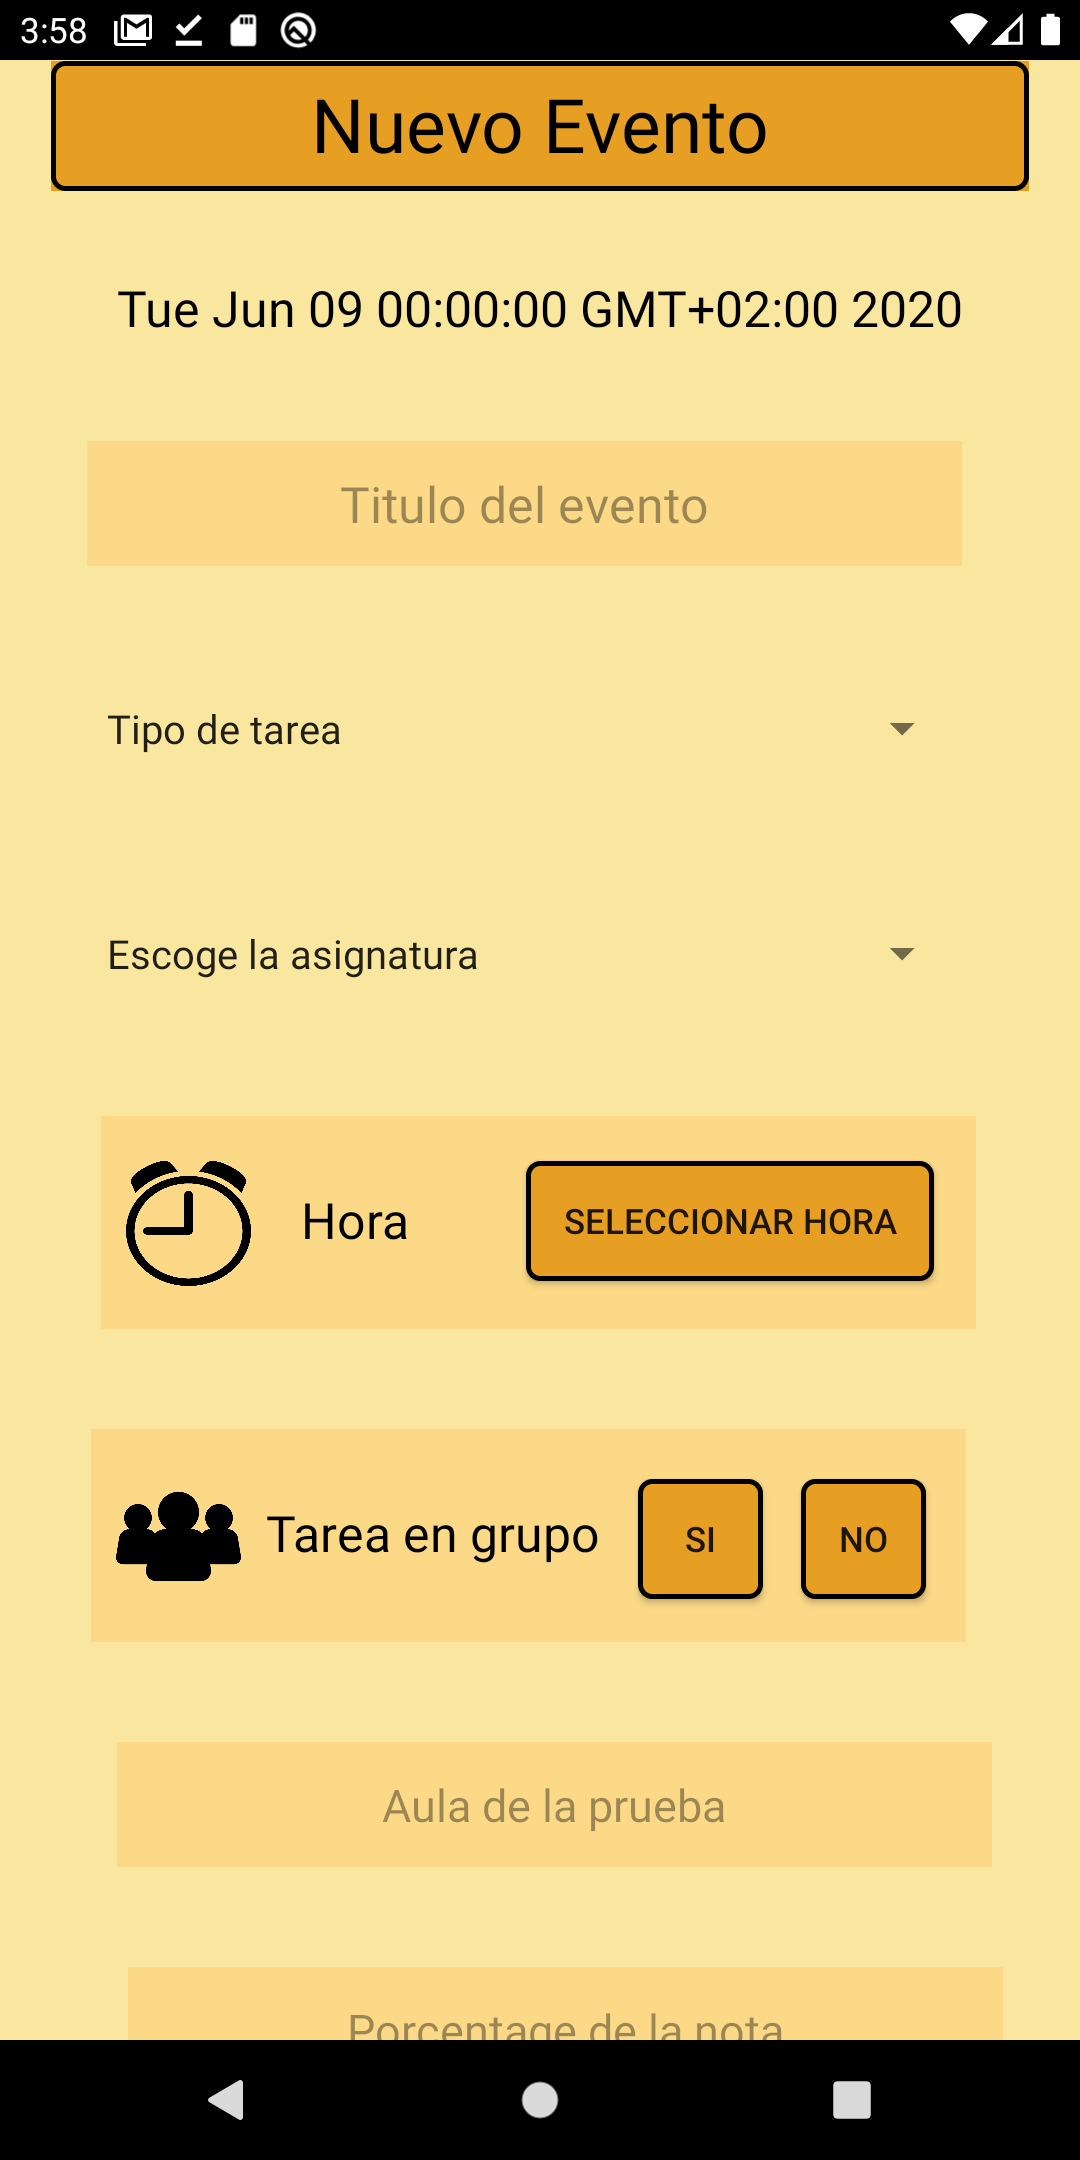 3:58
Nuevo Evento
Tue Jun 09 00:00:00 GMT+02:00 2020
Titulo del evento
Tipo de tarea
Escoge la asignatura
Hora
SELECCIONAR HORA
Tarea en grupo
SI
NO
Aula de la prueba
Porcentage de la nota